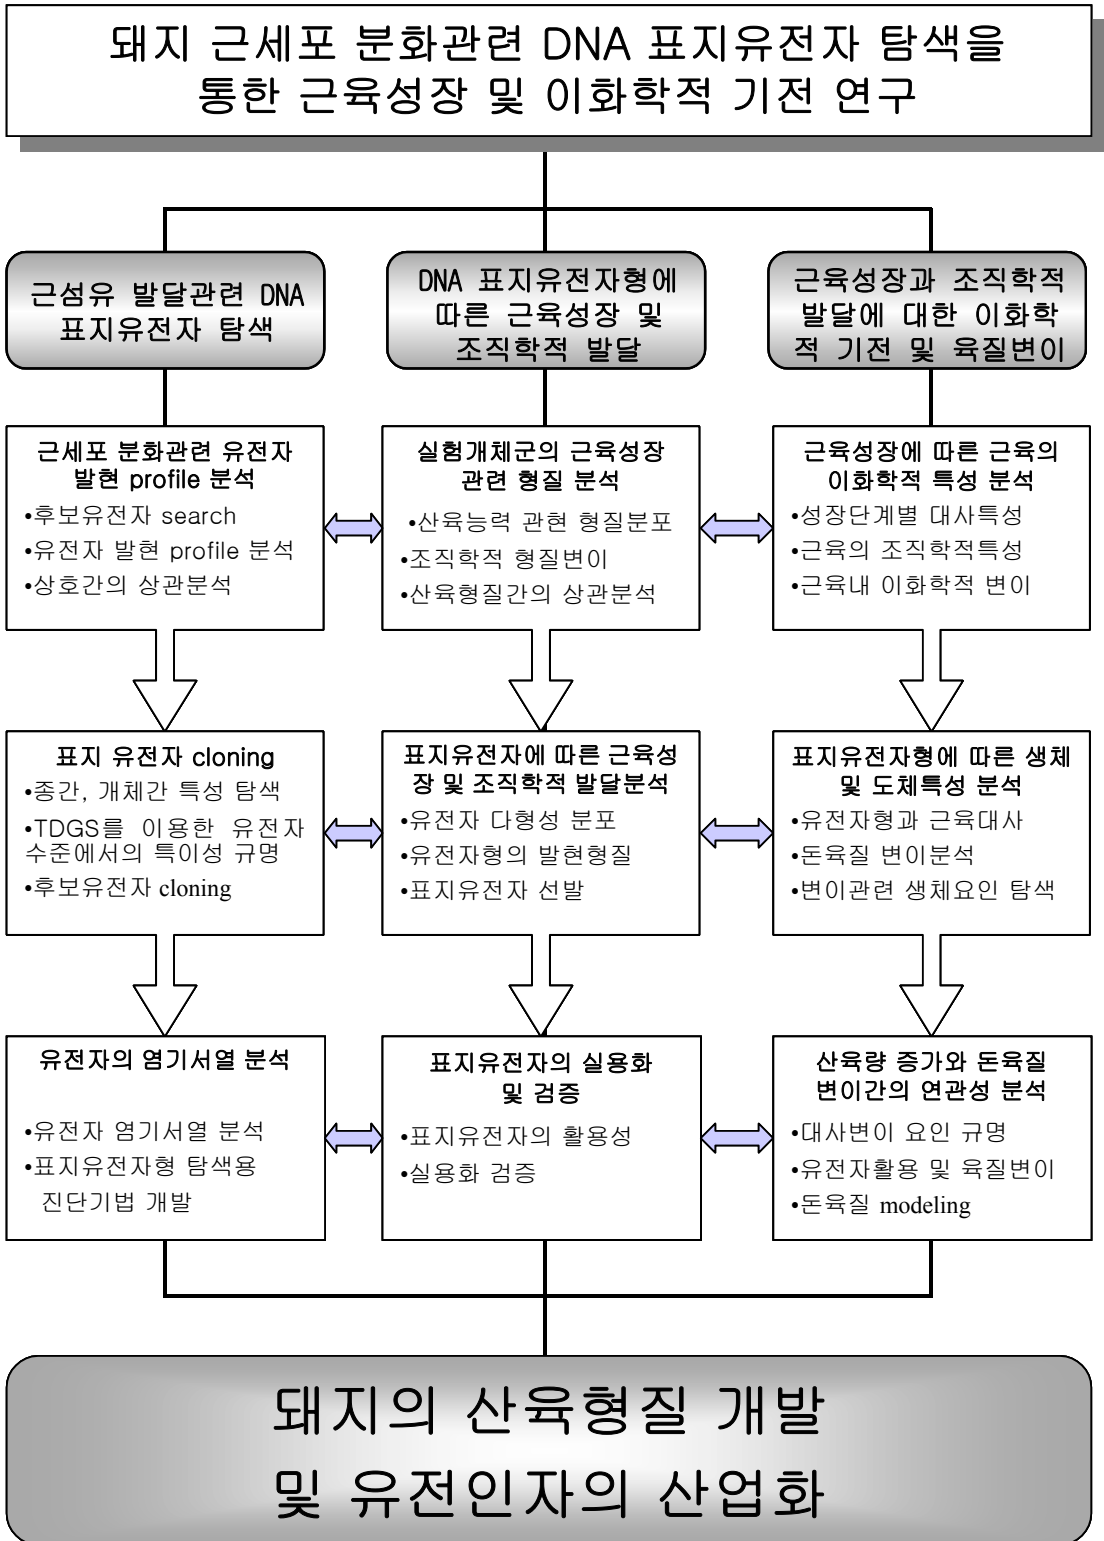 돼지 근세포 분화관련 DNA 표지유전자 탐색을
통한 근육성장 및 이화학적 기전 연구
근섬유 발달관련 DNA
표지유전자 탐색
DNA 표지유전자형에
따른 근육성장 및
조직학적 발달
근육성장과 조직학적
발달에 대한 이화학
적 기전 및 육질변이
근세포 분화관련 유전자
발현 profile 분석
•후보유전자 search
•유전자 발현 profile 분석
•상호간의 상관분석
실험개체군의 근육성장
관련 형질 분석
•산육능력 관현 형질분포
•조직학적 형질변이
•산육형질간의 상관분석
근육성장에 따른 근육의
이화학적 특성 분석
•성장단계별 대사특성
•근육의 조직학적특성
•근육내 이화학적 변이
표지 유전자 cloning
•종간, 개체간 특성 탐색
•TDGS를 이용한 유전자
수준에서의 특이성 규명
•후보유전자 cloning
표지유전자에 따른 근육성
장 및 조직학적 발달분석
•유전자 다형성 분포
•유전자형의 발현형질
•표지유전자 선발
표지유전자형에 따른 생체
및 도체특성 분석
•유전자형과 근육대사
•돈육질 변이분석
•변이관련 생체요인 탐색
유전자의 염기서열 분석
•유전자 염기서열 분석
•표지유전자형 탐색용
진단기법 개발
표지유전자의 실용화
및 검증
•표지유전자의 활용성
•실용화 검증
산육량 증가와 돈육질
변이간의 연관성 분석
•대사변이 요인 규명
•유전자활용 및 육질변이
•돈육질 modeling
돼지의 산육형질 개발
및 유전인자의 산업화